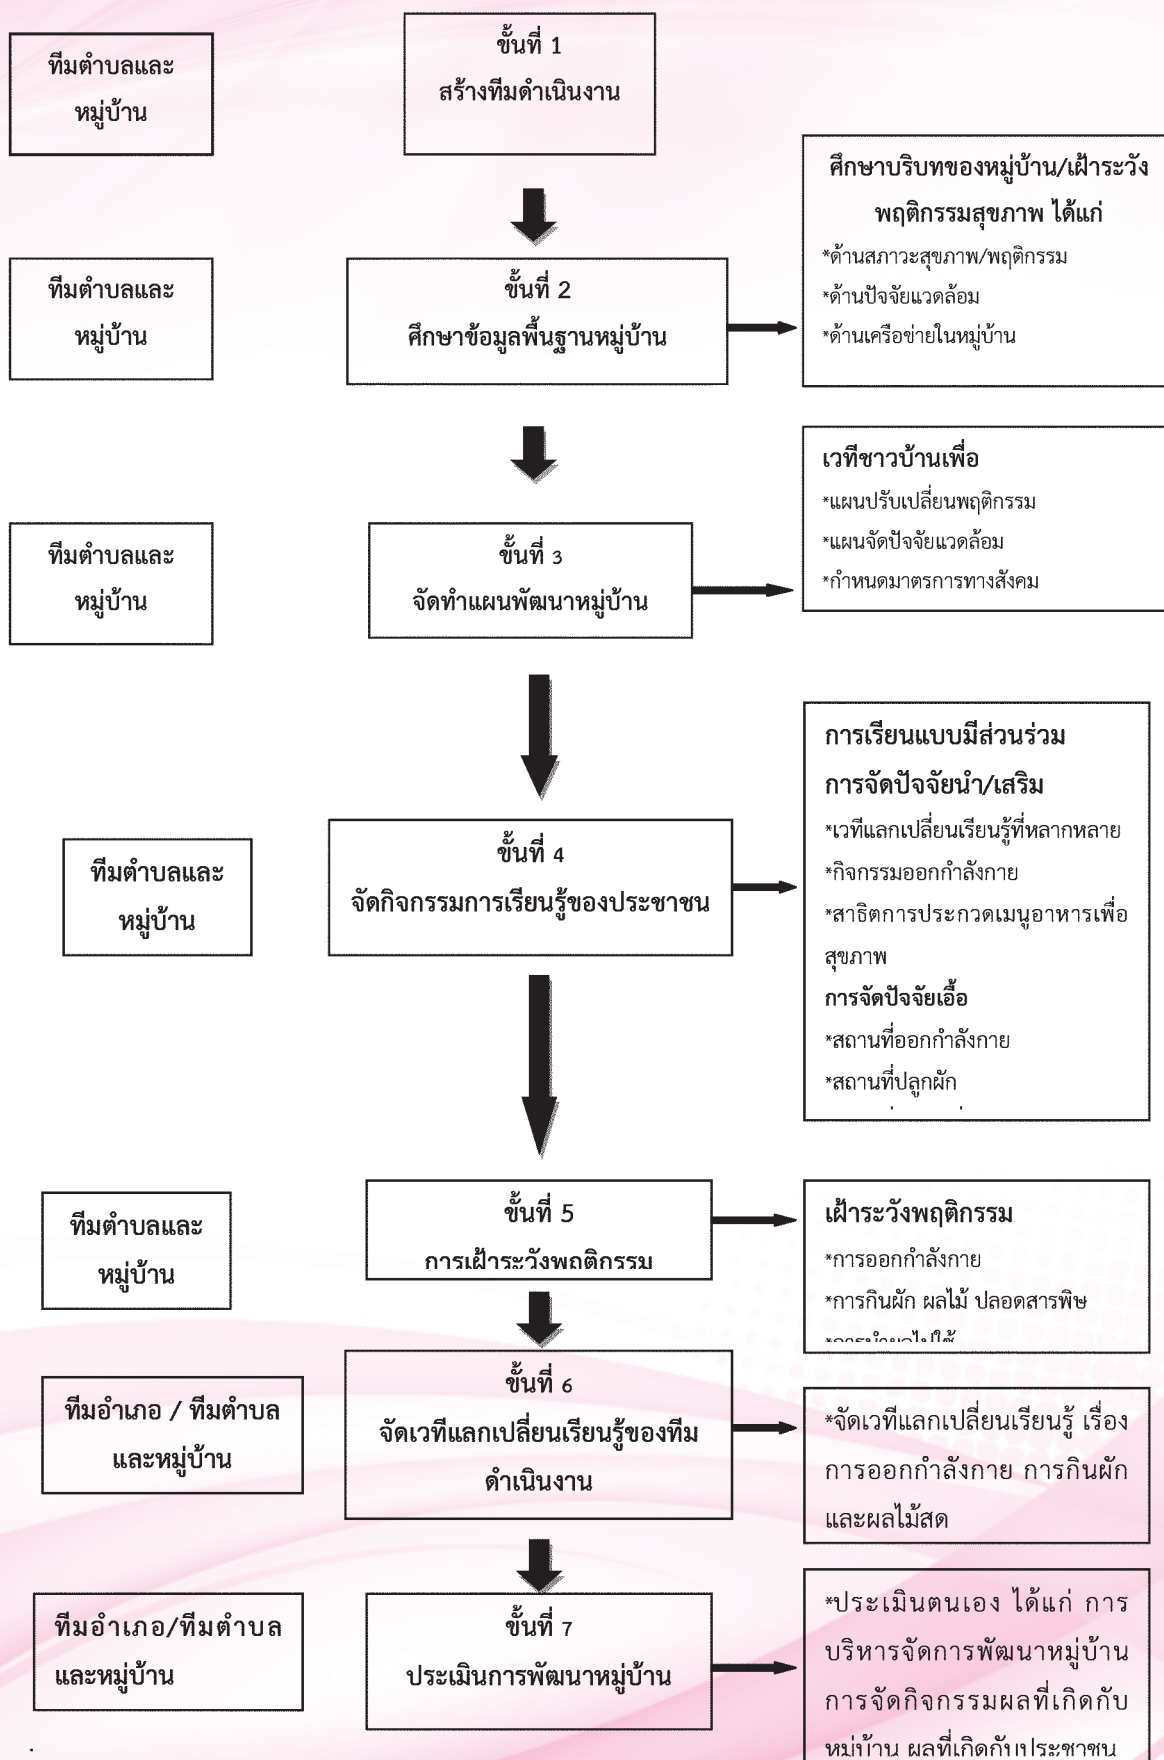 ทีมตำบลและ
หมู่บ้าน
ขั้นที่ 1
สร้างทีมดำเนินงาน
ทีมตำบลและ
หมู่บ้าน
ขั้นที่ 2
ศึกษาข้อมูลพื้นฐานหมู่บ้าน
ศึกษาบริบทของหมู่บ้าน/เฝ้าระวัง
พฤติกรรมสุขภาพ ได้แก่
*ด้านสภาวะสุขภาพ/พฤติกรรม
*ด้านปัจจัยแวดล้อม
*ด้านเครือข่ายในหมู่บ้าน
ทีมตำบลและ
หมู่บ้าน
ขั้นที่ 3
จัดทำแผนพัฒนาหมู่บ้าน
เวทีชาวบ้านเพื่อ
*แผนปรับเปลี่ยนพฤติกรรม
*แผนจัดปัจจัยแวดล้อม
*กำหนดมาตรการทางสังคม
ทีมตำบลและ
หมู่บ้าน
ขั้นที่ 4
จัดกิจกรรมการเรียนรู้ของประชาชน
การเรียนแบบมีส่วนร่วม
การจัดปัจจัยนำ/เสริม
*เวทีแลกเปลี่ยนเรียนรู้ที่หลากหลาย
*กิจกรรมออกกำลังกาย
*สาธิตการประกวดเมนูอาหารเพื่อ
สุขภาพ
การจัดปัจจัยเอื้อ
*สถานที่ออกกำลังกาย
*สถานที่ปลูกผัก
ทีมตำบลและ
หมู่บ้าน
ขั้นที่ 5
การเฝ้าระวังพฤติกรรม
เฝ้าระวังพฤติกรรม
*การออกกำลังกาย
*การกินผัก ผลไม้ ปลอดสารพิษ
*การนำผลไปใช้
ทีมอำเภอ / ทีมตำบล
และหมู่บ้าน
ขั้นที่ 6
จัดเวทีแลกเปลี่ยนเรียนรู้ของทีม
ดำเนินงาน
*จัดเวทีแลกเปลี่ยนเรียนรู้ เรื่อง
การออกกำลังกาย การกินผัก
และผลไม้สด
ทีมอำเภอ/ทีมตำบล
และหมู่บ้าน
ขั้นที่ 7
ประเมินการพัฒนาหมู่บ้าน
*ประเมินตนเอง ได้แก่ การ
บริหารจัดการพัฒนาหมู่บ้าน
การจัดกิจกรรมผลที่เกิดกับ
หมู่บ้าน ผลที่เกิดกับประชาชน